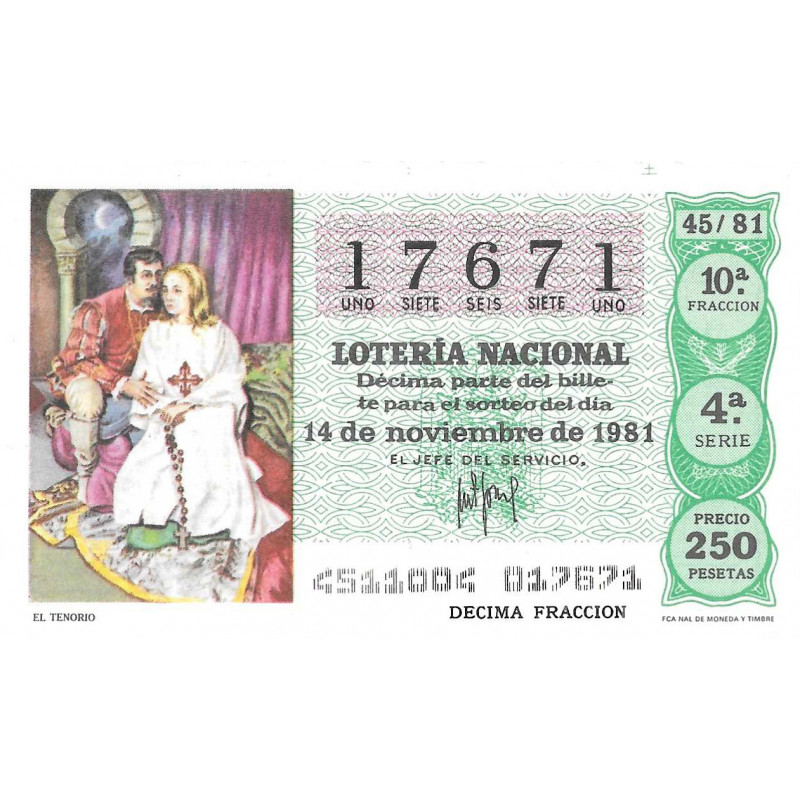 45/81
1 7 6 7 1
UNO SIETE SEIS SIETE UNO
10.ª
FRACCION
LOTERÍA NACIONAL
Décima parte del bille-
te para el sorteo del día
14 de noviembre de 1981
EL JEFE DEL SERVICIO,
4.ª
SERIE
PRECIO
250
PESETAS
4511004 017671
DECIMA FRACCION
EL TENORIO
FCA NAL DE MONEDA Y TIMBRE